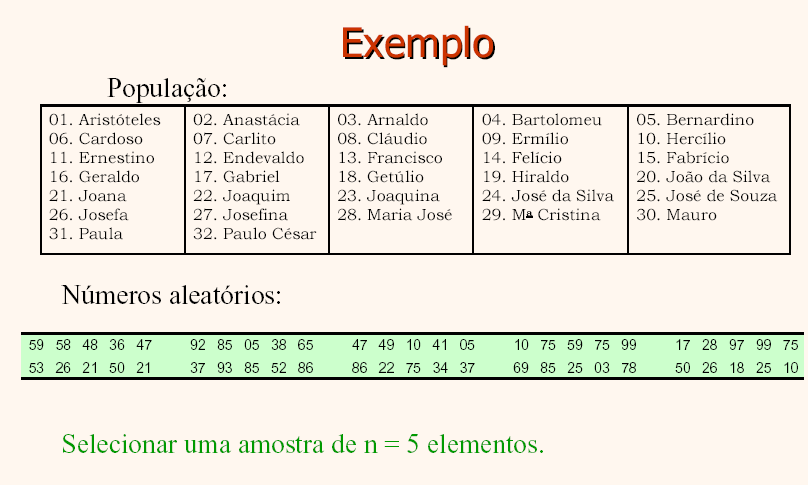 Exemplo
População:
01. Aristóteles 02. Anastácia 03. Arnaldo 04. Bartolomeu 05. Bernardino
06. Cardoso 07. Carlito 08. Cláudio 09. Ermílio 10. Hercílio
11. Ernestino 12. Endevaldo 13. Francisco 14. Felício 15. Fabrício
16. Geraldo 17. Gabriel 18. Getúlio 19. Hiraldo 20. João da Silva
21. Joana 22. Joaquim 23. Joaquina 24. José da Silva 25. José de Souza
26. Josefa 27. Josefina 28. Maria José 29. Mª Cristina 30. Mauro
31. Paula 32. Paulo César
Números aleatórios:
59 58 48 36 47 92 85 05 38 65 47 49 10 41 05 10 75 59 75 99 17 28 97 99 75
53 26 21 50 21 37 93 85 52 86 86 22 75 34 37 69 85 25 03 78 50 26 18 25 10
Selecionar uma amostra de n = 5 elementos.